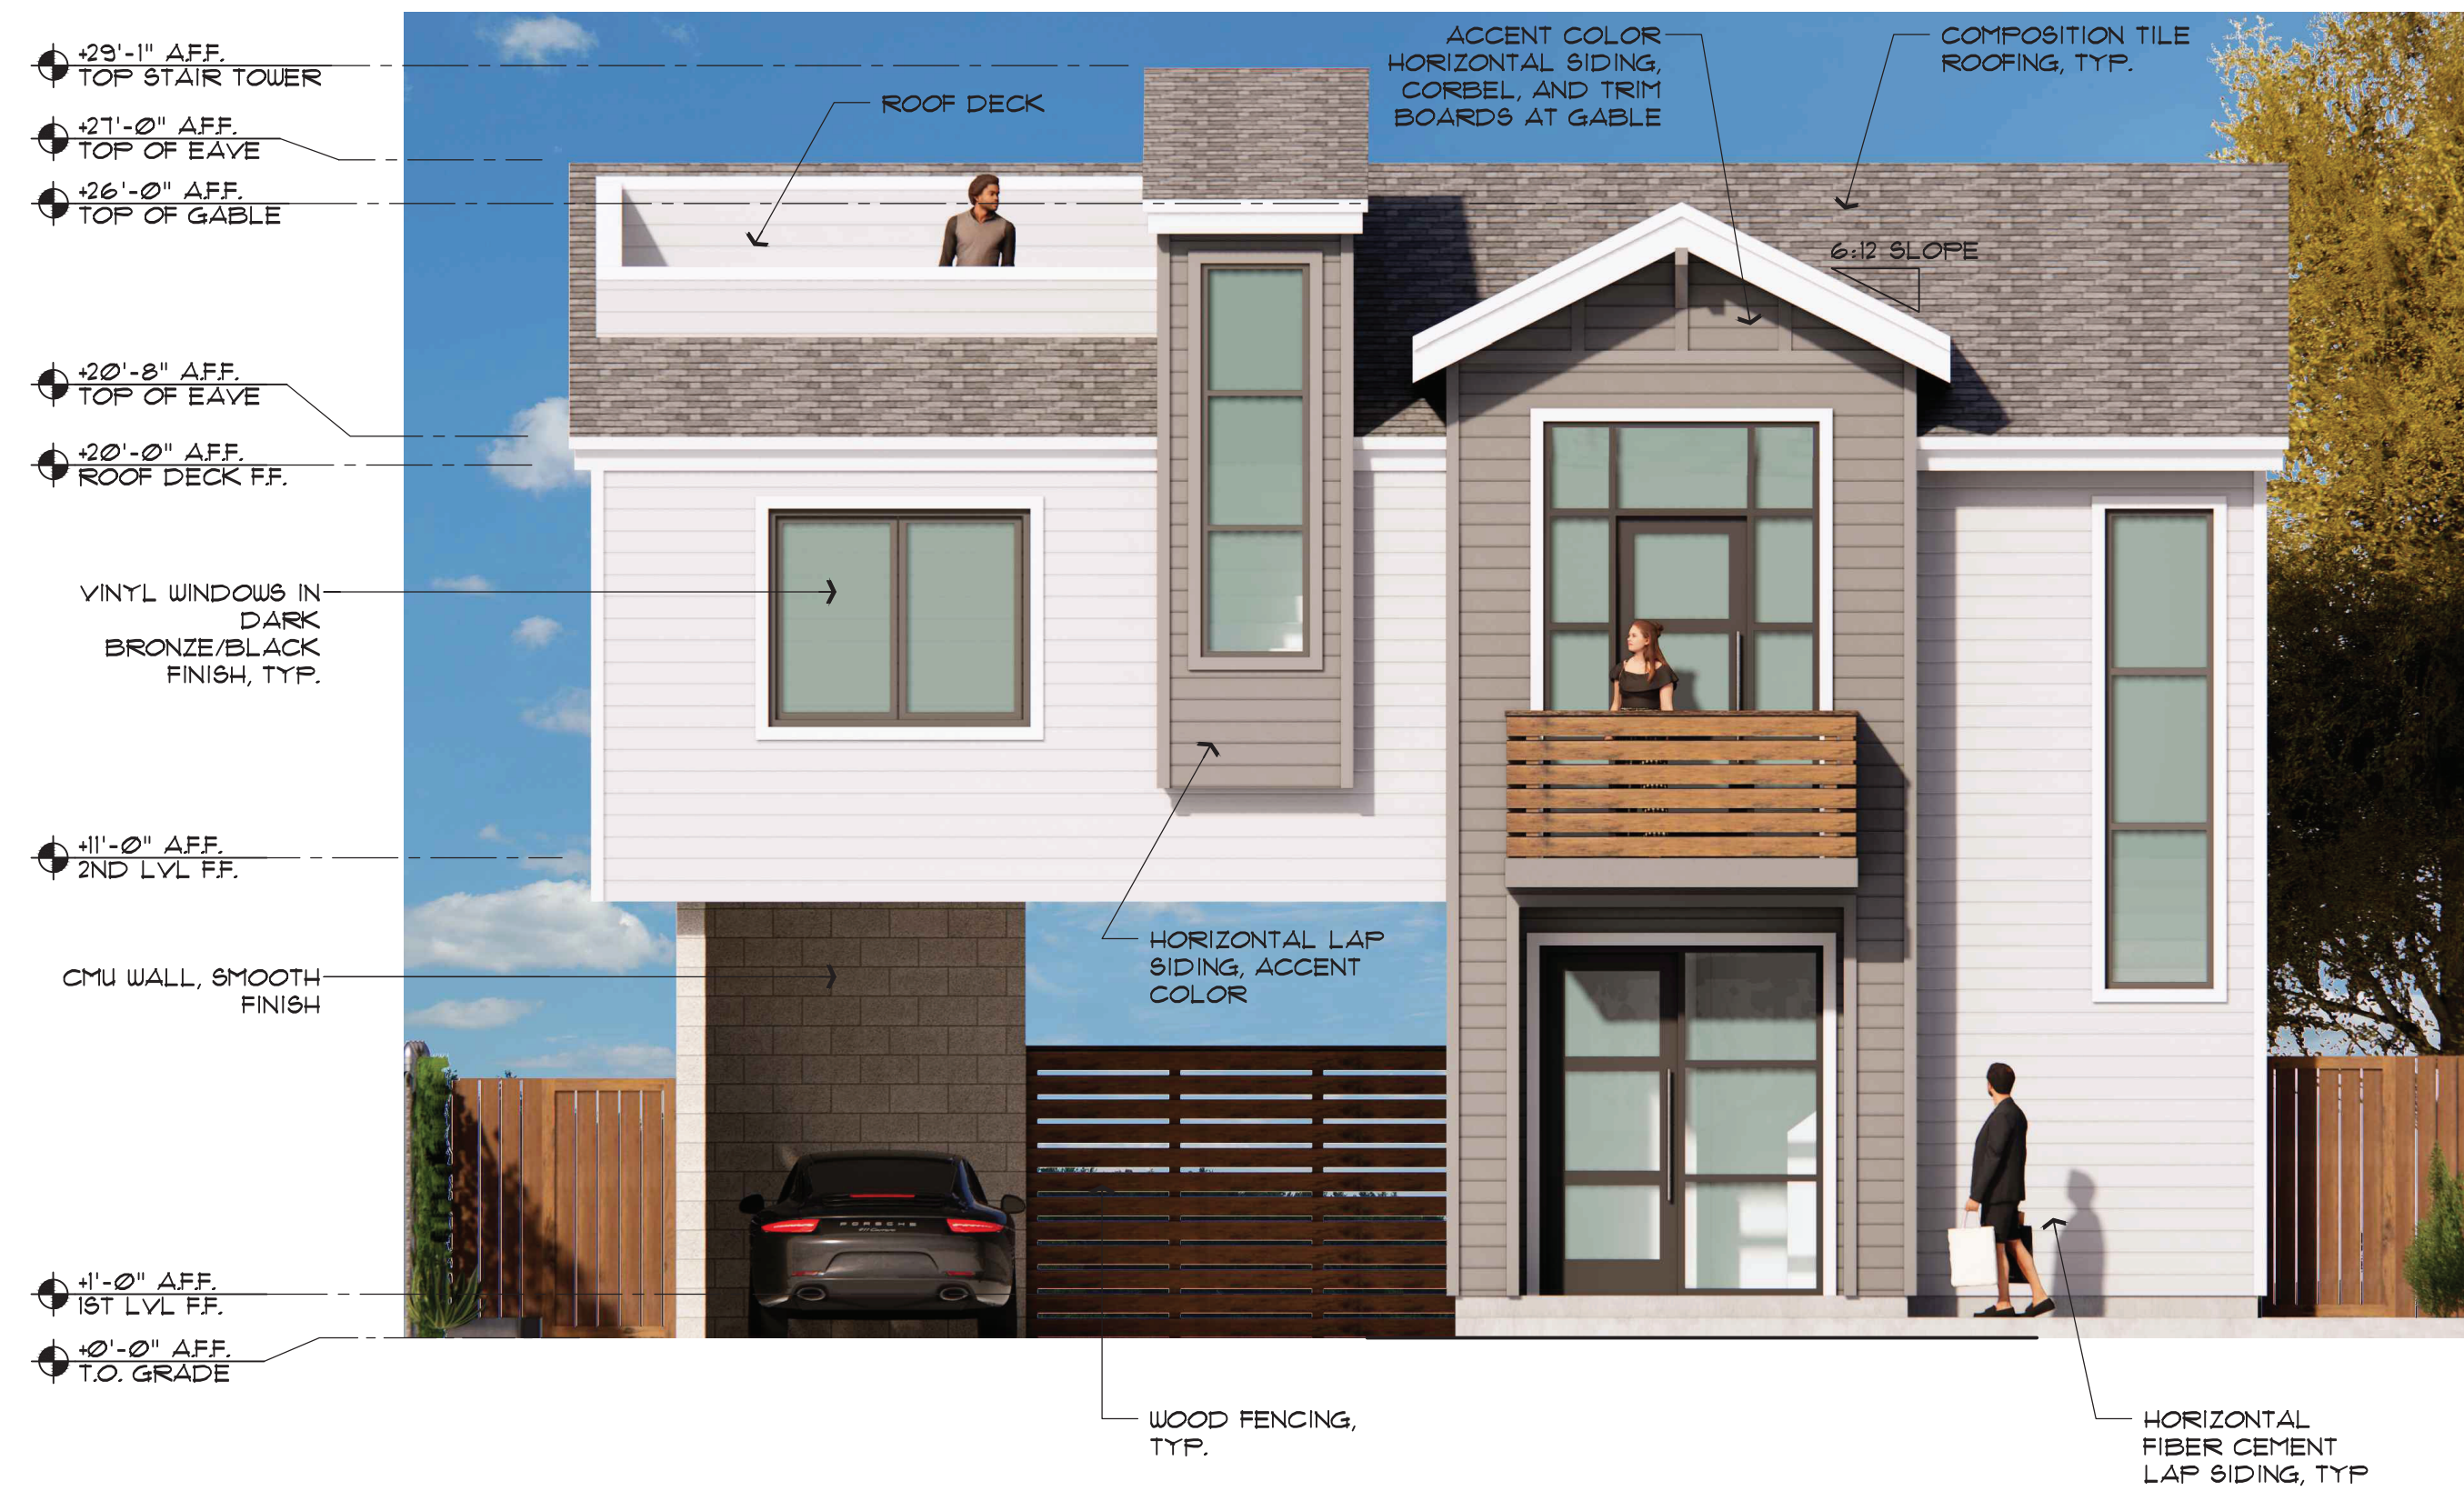 +29'-1" A.F.F.
TOP STAIR TOWER
+27'-0" A.F.F.
TOP OF EAVE
+26'-0" A.F.F.
TOP OF GABLE
+20'-8" A.F.F.
TOP OF EAVE
+20'-0" A.F.F.
ROOF DECK F.F.
VINYL WINDOWS IN
DARK
BRONZE/BLACK
FINISH, TYP.
+11'-0" A.F.F.
2ND LVL F.F.
CMU WALL, SMOOTH
FINISH
+1'-0" A.F.F.
1ST LVL F.F.
+0'-0" A.F.F.
T.O. GRADE
ROOF DECK
ACCENT COLOR
HORIZONTAL SIDING,
CORBEL, AND TRIM
BOARDS AT GABLE
COMPOSITION TILE
ROOFING, TYP.
6:12 SLOPE
HORIZONTAL LAP
SIDING, ACCENT
COLOR
PORSCHE
911 Carrera
WOOD FENCING,
TYP.
HORIZONTAL
FIBER CEMENT
LAP SIDING, TYP